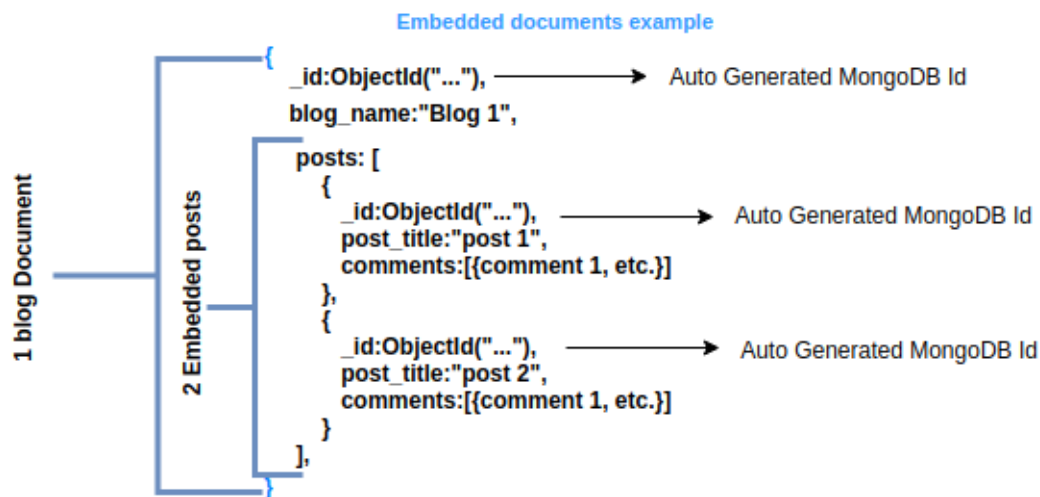 Embedded documents example
{
_id:ObjectId("..."),
Auto Generated MongoDB Id
blog_name:"Blog 1",
posts: [
{
_id:ObjectId("..."),
Auto Generated MongoDB Id
post_title:"post 1",
comments:[{comment 1, etc.}]
},
{
_id:ObjectId("..."),
Auto Generated MongoDB Id
post_title:"post 2",
comments:[{comment 1, etc.}]
}
],
}
1 blog Document
2 Embedded posts